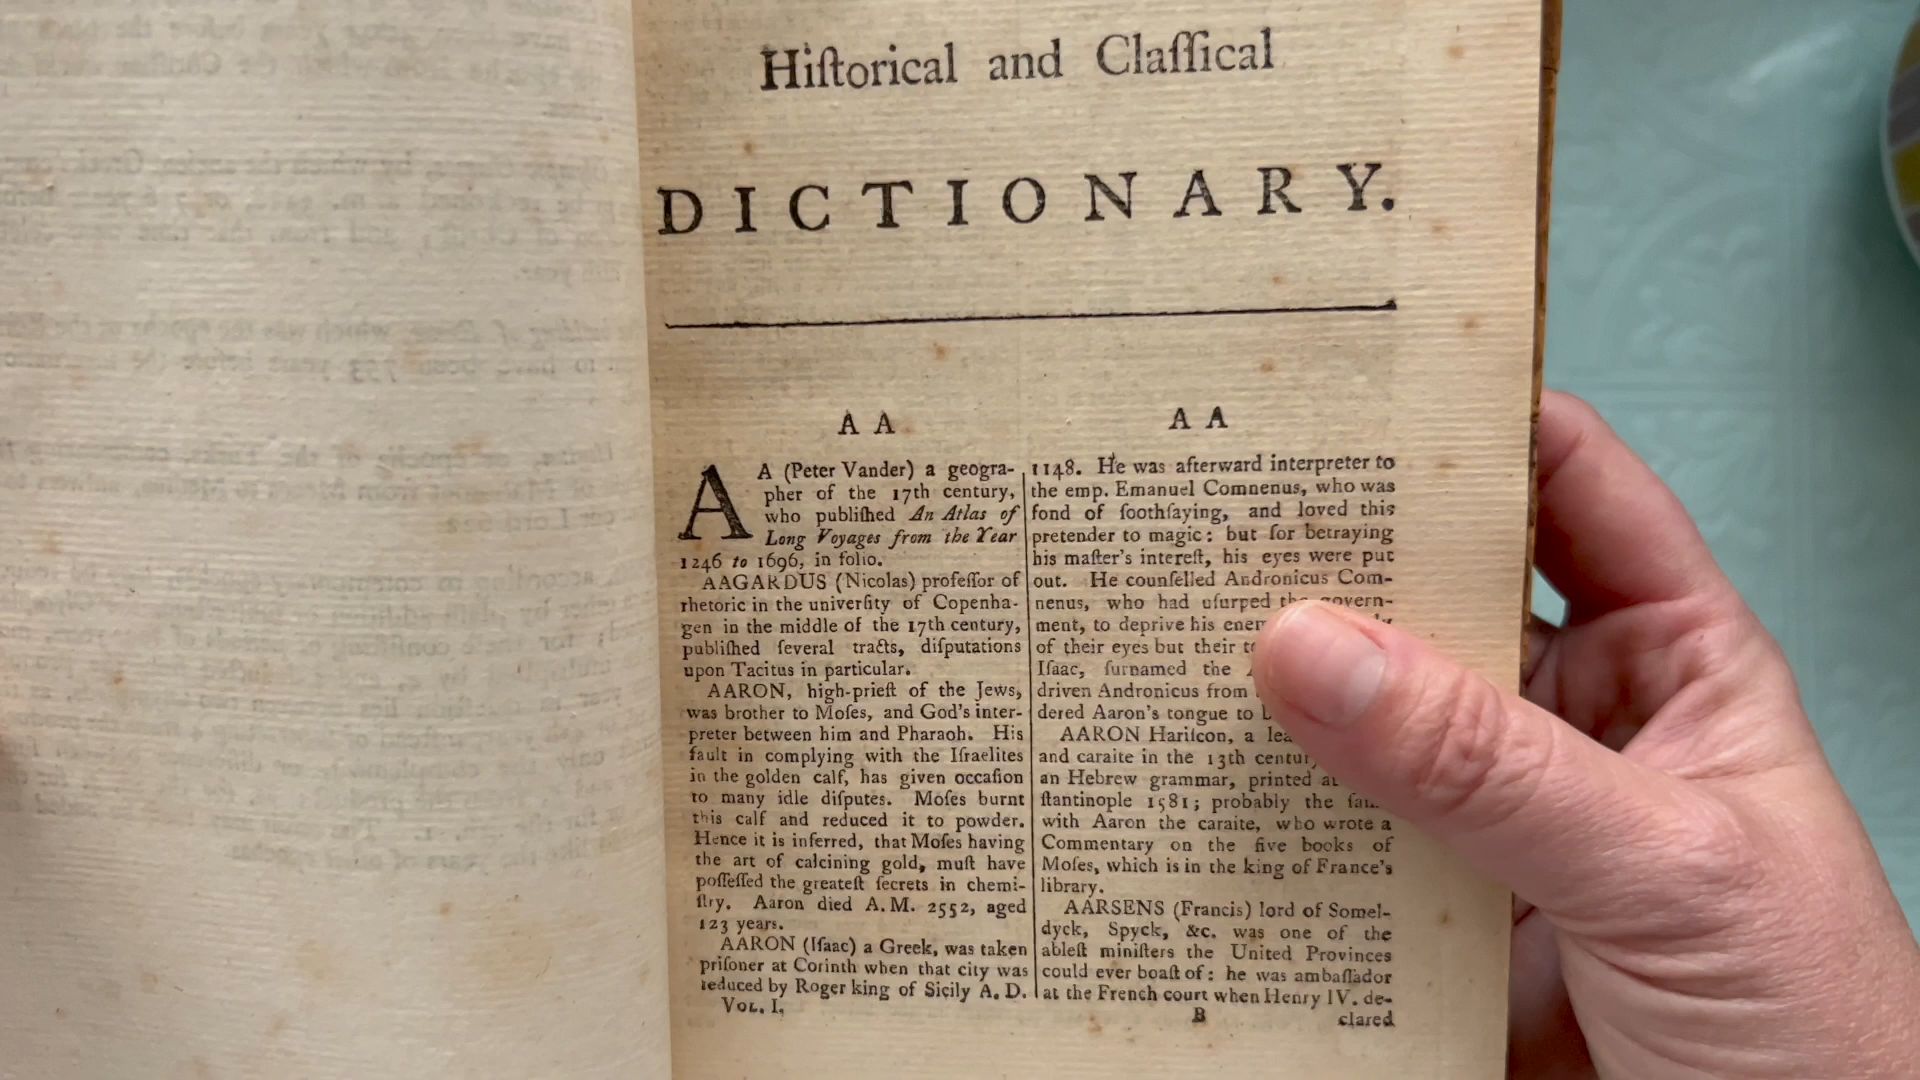 Hiſtorical and Claſſical
DICTIONARY.
A A
AA (Peter Vander) a geogra-
pher of the 17th century,
who publiſhed An Atlas of
Long Voyages from the Year
1246 to 1696, in folio.
AAGARDUS (Nicolas) profeſſor of
rhetoric in the univerſity of Copenha-
gen in the middle of the 17th century,
publiſhed ſeveral tracts, diſputations
upon Tacitus in particular.
AARON, high-prieſt of the Jews,
was brother to Moſes, and God's inter-
preter between him and Pharaoh. His
fault in complying with the Iſraelites
in the golden calf, has given occaſion
to many idle diſputes. Moſes burnt
this calf and reduced it to powder.
Hence it is inferred, that Moſes having
the art of calcining gold, muſt have
poſſeſſed the greateſt ſecrets in chemi-
ſtry. Aaron died A.M. 2552, aged
123 years.
AARON (Iſaac) a Greek, was taken
priſoner at Corinth when that city was
reduced by Roger king of Sicily A. D.
VOL. I.
A A
1148. He was afterward interpreter to
the emp. Emanuel Comnenus, who was
fond of ſoothſaying, and loved this
pretender to magic: but for betraying
his maſter's intereſt, his eyes were put
out. He counſelled Andronicus Com-
nenus, who had uſurped the govern-
ment, to deprive his
of their eyes but their
Iſaac, ſurnamed the
driven Andronicus from
dered Aaron's tongue to
AARON Hariſcon, a
and caraite in the 13th
an Hebrew grammar, printed
ſtantinople 1581; probably the
with Aaron the caraite, who wrote a
Commentary on the five books of
Moſes, which is in the king of France's
library.
AARSENS (Francis) lord of Somel-
dyck, Spyck, &c. was one of the
ableſt miniſters the United Provinces
could ever boaſt of: he was ambaſſador
at the French court when Henry IV. de-
B
clared